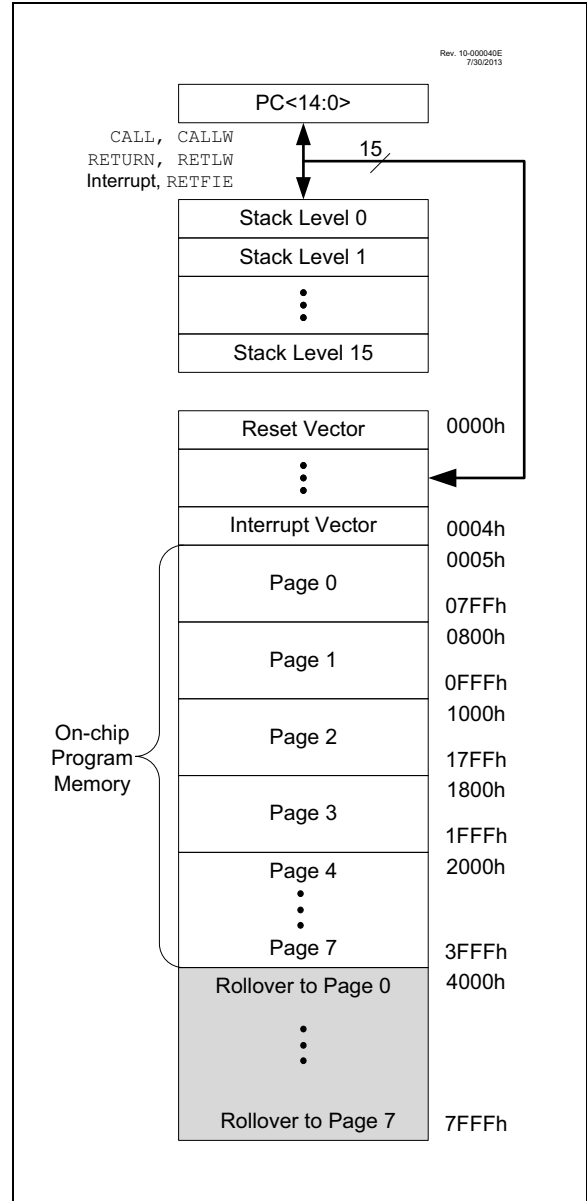 Rev. 10-000040E
7/30/2013
PC<14:0>
CALL, CALLW
RETURN, RETLW
Interrupt, RETFIE
15
Stack Level 0
Stack Level 1
Stack Level 15
Reset Vector
0000h
Interrupt Vector
0004h
0005h
Page 0
07FFh
0800h
Page 1
0FFFh
1000h
On-chip
Program
Memory
Page 2
17FFh
1800h
Page 3
1FFFh
Page 4
2000h
Page 7
3FFFh
Rollover to Page 0
4000h
Rollover to Page 7
7FFFh